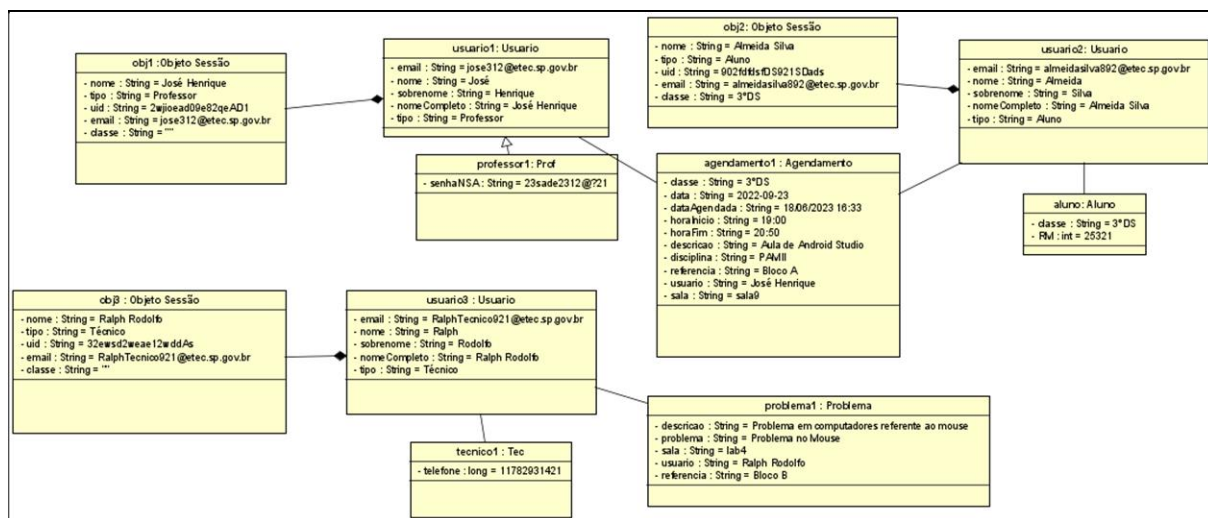 obj1: Objeto Sessão
- nome : String = José Henrique
- tipo : String = Professor
- uid : String = 2wjioead09e82qeAD1
- email : String = jose312@etec.sp.gov.br
- classe : String = ""
usuario1: Usuario
- email : String = jose312@etec.sp.gov.br
- nome : String = José
- sobrenome : String = Henrique
- nomeCompleto : String = José Henrique
- tipo : String = Professor
obj2: Objeto Sessão
- nome : String = Almeida Silva
- tipo : String = Aluno
- uid : String = 902fdfdsfDS921SDads
- email : String = almeidasilva892@etec.sp.gov.br
- classe : String = 3°DS
usuario2: Usuario
- email : String = almeidasilva892@etec.sp.gov.br
- nome : String = Almeida
- sobrenome : String = Silva
- nomeCompleto : String = Almeida Silva
- tipo : String = Aluno
professor1: Prof
- senhaNSA : String = 23sade2312@?21
agendamento1 : Agendamento
- classe : String = 3°DS
- data : String = 2022-09-23
- dataAgendada : String = 18/06/2023 16:33
- horaInicio : String = 19:00
- horaFim : String = 20:50
- descricao : String = Aula de Android Studio
- disciplina : String = PAMII
- referencia : String = Bloco A
- usuario : String = José Henrique
- sala : String = sala9
aluno: Aluno
- classe : String = 3°DS
- RM : int = 25321
obj3 : Objeto Sessão
- nome : String = Ralph Rodolfo
- tipo : String = Técnico
- uid : String = 32ewsd2weae12wddAs
- email : String = RalphTecnico921@etec.sp.gov.br
- classe : String = ""
usuario3 : Usuario
- email : String = RalphTecnico921@etec.sp.gov.br
- nome : String = Ralph
- sobrenome : String = Rodolfo
- nomeCompleto : String = Ralph Rodolfo
- tipo : String = Técnico
tecnico1 : Tec
- telefone : long = 11782931421
problema1 : Problema
- descricao : String = Problema em computadores referente ao mouse
- problema : String = Problema no Mouse
- sala : String = lab4
- usuario : String = Ralph Rodolfo
- referencia : String = Bloco B